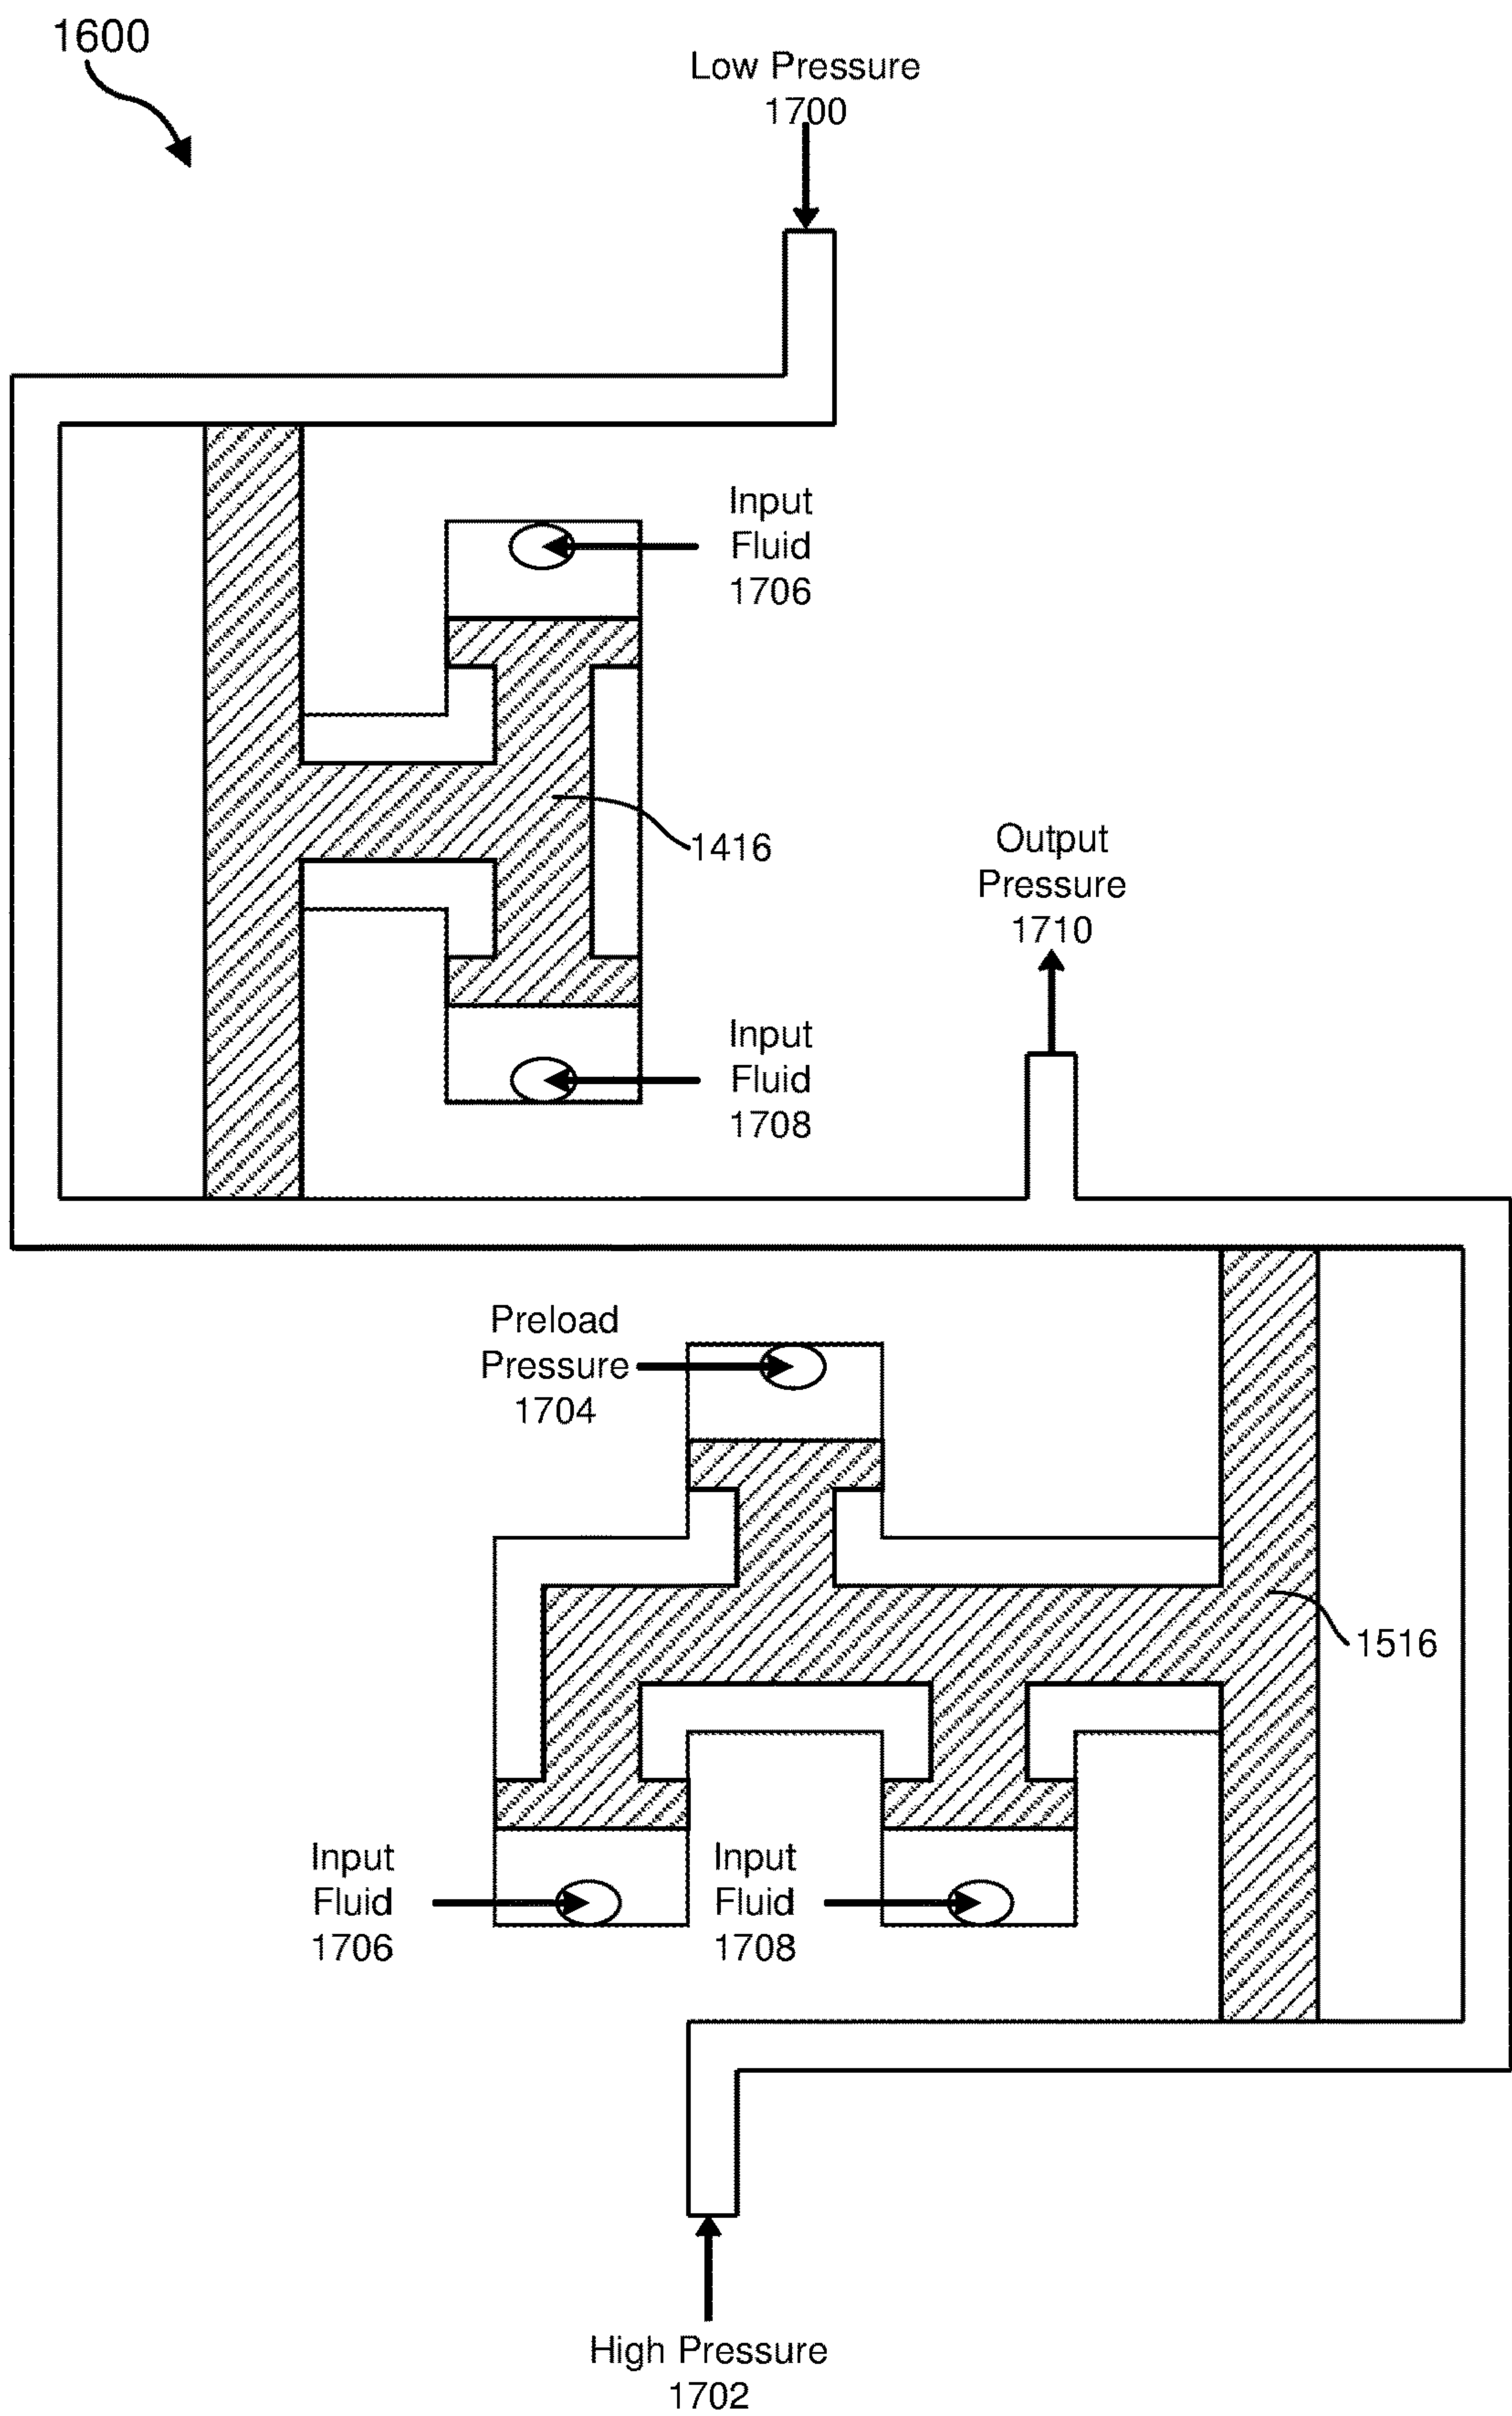 1600
Low Pressure
1700
Input
Fluid
1706
1416
Output
Pressure
1710
Input
Fluid
1708
Preload
Pressure
1704
1516
Input
Fluid
1706
Input
Fluid
1708
High Pressure
1702